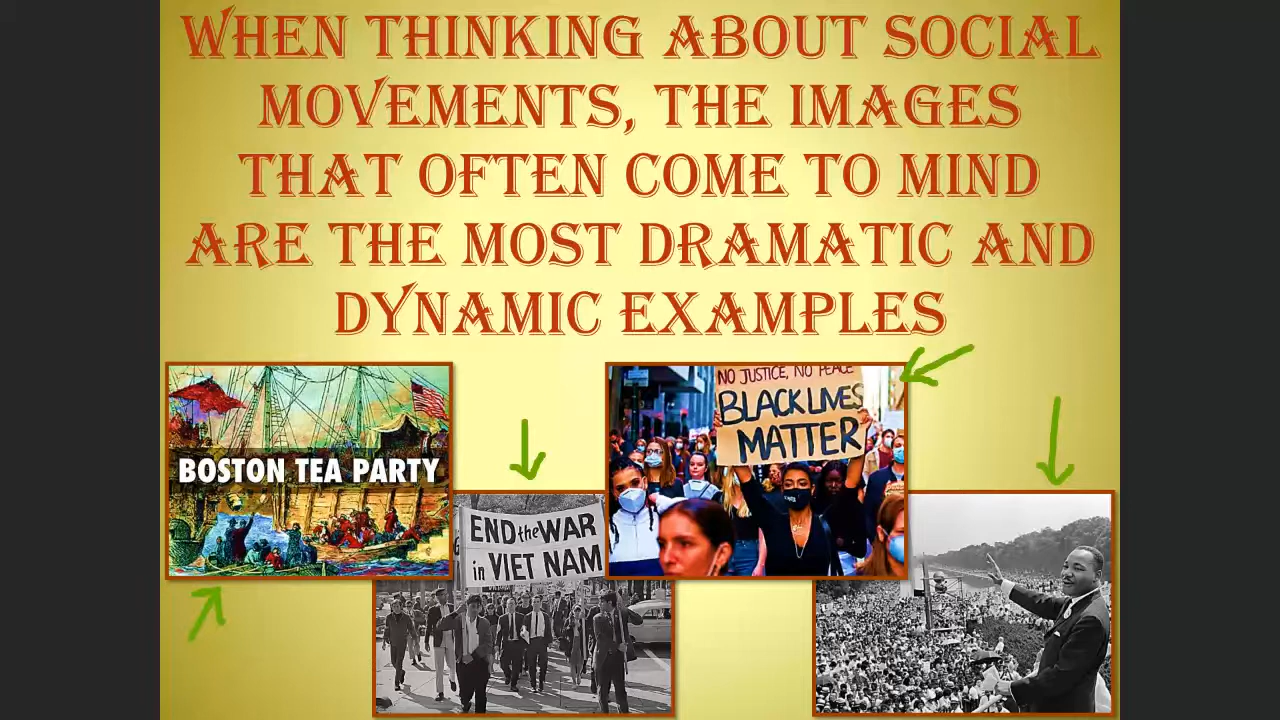 WHEN THINKING ABOUT SOCIAL
MOVEMENTS, THE IMAGES
THAT OFTEN COME TO MIND
ARE THE MOST DRAMATIC AND
DYNAMIC EXAMPLES
BOSTON TEA PARTY
END the WAR
in VIET NAM
NO JUSTICE, NO PEACE
BLACK LIVES
MATTER